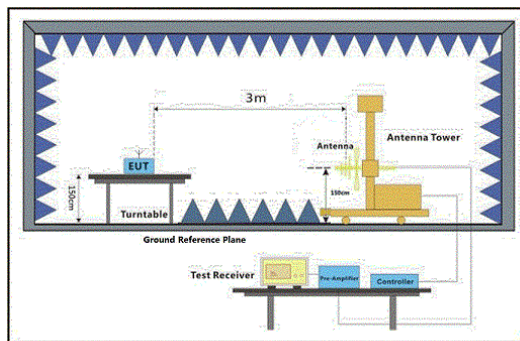 3m
Antenna Tower
Antenna
EUT
150cm
150cm
Turntable
Ground Reference Plane
Test Receiver
Pre-Amplifier
Controller